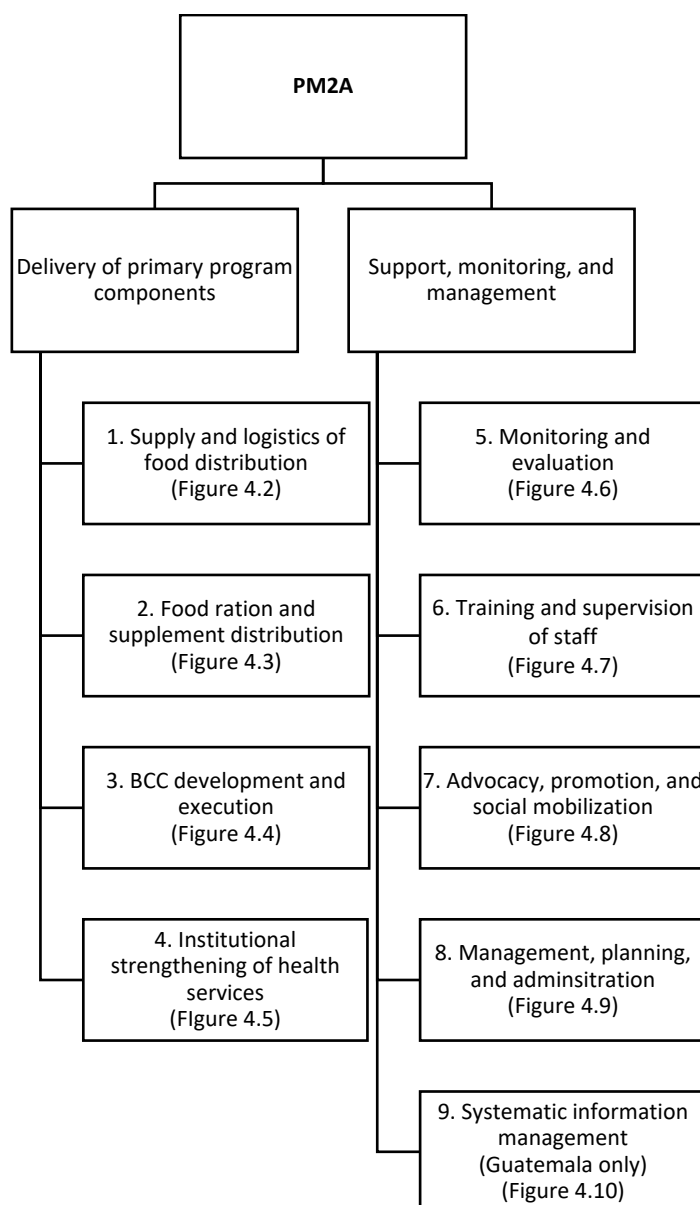 PM2A
Delivery of primary program
components
Support, monitoring, and
management
1. Supply and logistics of
food distribution
(Figure 4.2)
2. Food ration and
supplement distribution
(Figure 4.3)
3. BCC development and
execution
(Figure 4.4)
4. Institutional
strengthening of health
services
(FIgure 4.5)
5. Monitoring and
evaluation
(Figure 4.6)
6. Training and supervision
of staff
(Figure 4.7)
7. Advocacy, promotion, and
social mobilization
(Figure 4.8)
8. Management, planning,
and adminsitration
(Figure 4.9)
9. Systematic information
management
(Guatemala only)
(Figure 4.10)